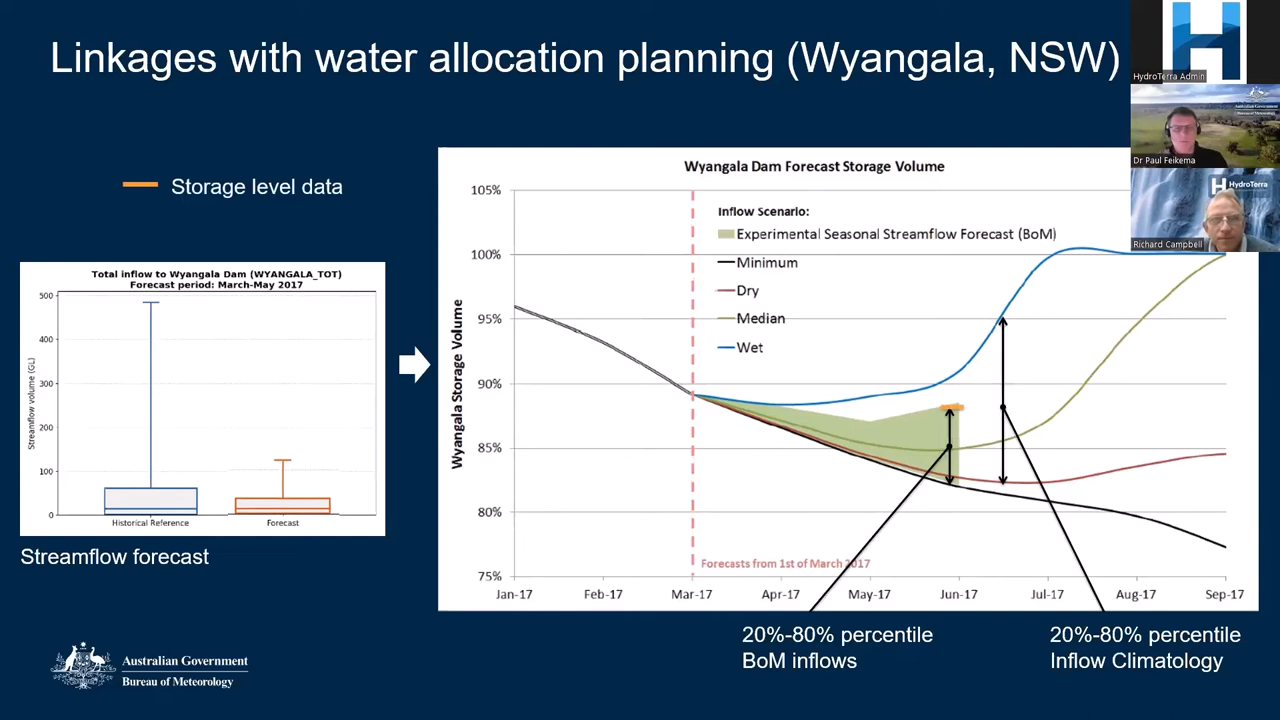 Linkages with water allocation planning (Wyangala, NSW)
HydroTerra Admin
Australian Government
Bureau of Meteorology
Dr Paul Feikema
HydroTerra
Richard Campbell
Storage level data
Total inflow to Wyangala Dam (WYANGALA_TOT)
Forecast period: March-May 2017
Streamflow volume (GL)
500
400
300
200
100
0
Historical Reference
Forecast
Streamflow forecast
Wyangala Dam Forecast Storage Volume
Wyangala Storage Volume
105%
100%
95%
90%
85%
80%
75%
Inflow Scenario:
Experimental Seasonal Streamflow Forecast (BoM)
Minimum
Dry
Median
Wet
Forecasts from 1st of March 2017
Jan-17
Feb-17
Mar-17
Apr-17
May-17
Jun-17
Jul-17
Aug-17
Sep-17
20%-80% percentile
BoM inflows
20%-80% percentile
Inflow Climatology
Australian Government
Bureau of Meteorology